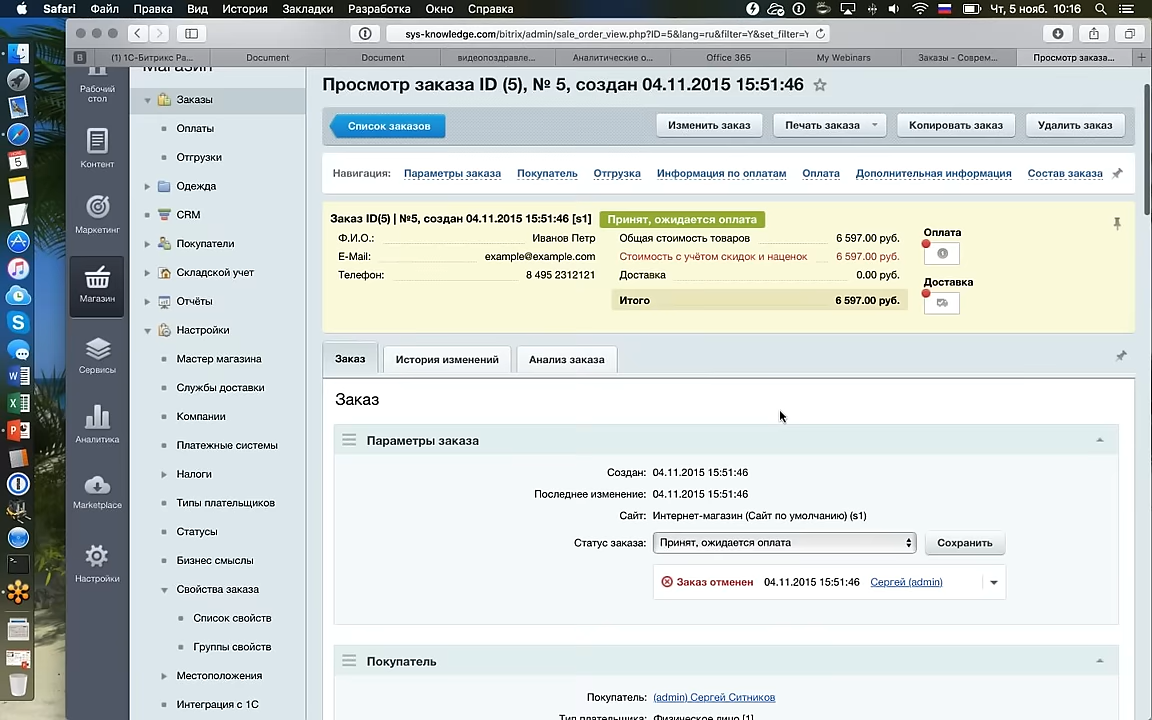 Safari Файл Правка Вид История Закладки Разработка Окно Справка Чт, 5 нояб. 10:16
sys-knowledge.com/bitrix/admin/sale_order_view.php?ID=5&lang=ru&filter=Y&set_filter=Y
(1) 1С-Битрикс Ра... Document Document видеопоздравле... Аналитические о... Office 365 My Webinars Заказы - Соврем... Просмотр заказа...
Рабочий стол
Контент
Маркетинг
Магазин
Сервисы
Аналитика
Marketplace
Настройки
Магазин
Заказы
Оплаты
Отгрузки
Одежда
CRM
Покупатели
Складской учет
Отчёты
Настройки
Мастер магазина
Службы доставки
Компании
Платежные системы
Налоги
Типы плательщиков
Статусы
Бизнес смыслы
Свойства заказа
Список свойств
Группы свойств
Местоположения
Интеграция с 1С
Просмотр заказа ID (5), № 5, создан 04.11.2015 15:51:46
Список заказов Изменить заказ Печать заказа Копировать заказ Удалить заказ
Навигация: Параметры заказа Покупатель Отгрузка Информация по оплатам Оплата Дополнительная информация Состав заказа
Заказ ID(5) | №5, создан 04.11.2015 15:51:46 [s1] Принят, ожидается оплата
Ф.И.О.: Иванов Петр
E-Mail: example@example.com
Телефон: 8 495 2312121
Общая стоимость товаров 6 597.00 руб.
Стоимость с учётом скидок и наценок 6 597.00 руб.
Доставка 0.00 руб.
Итого 6 597.00 руб.
Оплата
Доставка
Заказ История изменений Анализ заказа
Заказ
Параметры заказа
Создан: 04.11.2015 15:51:46
Последнее изменение: 04.11.2015 15:51:46
Сайт: Интернет-магазин (Сайт по умолчанию) (s1)
Статус заказа: Принят, ожидается оплата Сохранить
Заказ отменен 04.11.2015 15:51:46 Сергей (admin)
Покупатель
Покупатель: (admin) Сергей Ситников
Тип плательщика: Физическое лицо [1]